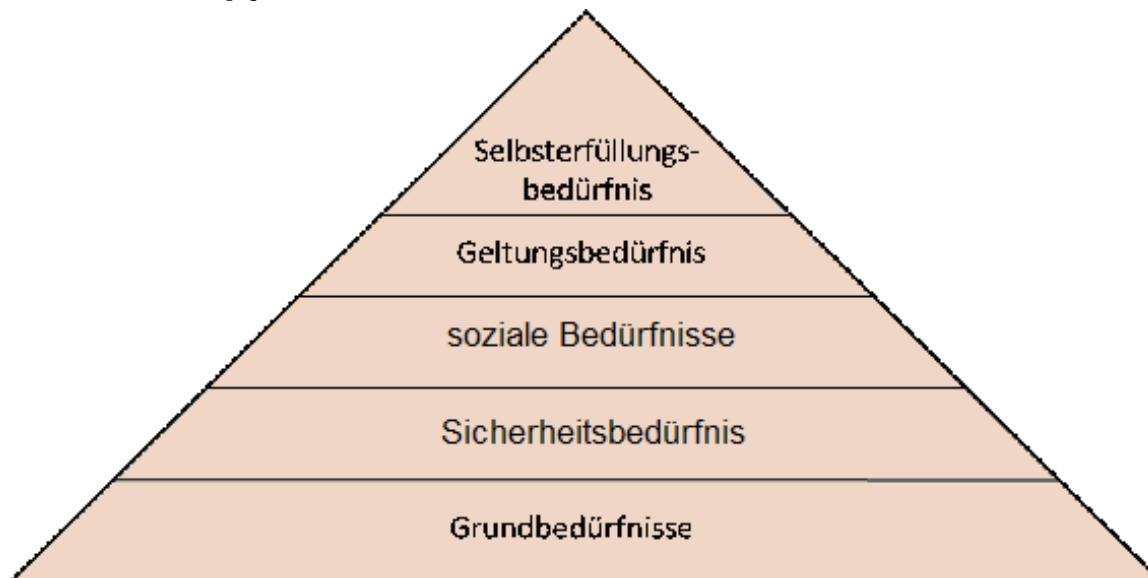 Selbsterfüllungs-
bedürfnis
Geltungsbedürfnis
soziale Bedürfnisse
Sicherheitsbedürfnis
Grundbedürfnisse